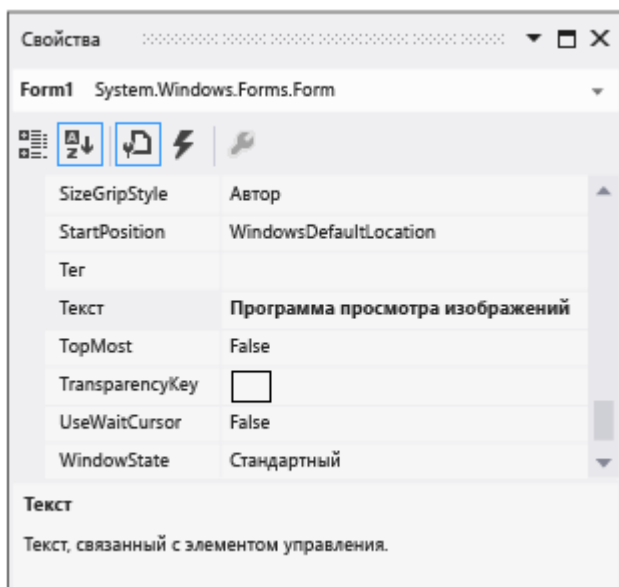 Свойства
Form1 System.Windows.Forms.Form
SizeGripStyle Автор
StartPosition WindowsDefaultLocation
Тег
Текст Программа просмотра изображений
TopMost False
TransparencyKey
UseWaitCursor False
WindowState Стандартный
Текст
Текст, связанный с элементом управления.